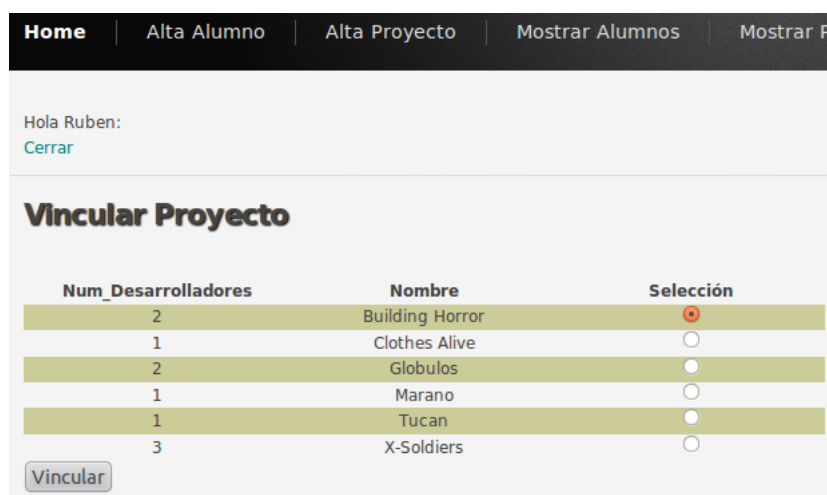 Home Alta Alumno Alta Proyecto Mostrar Alumnos Mostrar
Hola Ruben:
Cerrar
Vincular Proyecto
Num_Desarrolladores Nombre Selección
2 Building Horror
1 Clothes Alive
2 Globulos
1 Marano
1 Tucan
3 X-Soldiers
Vincular